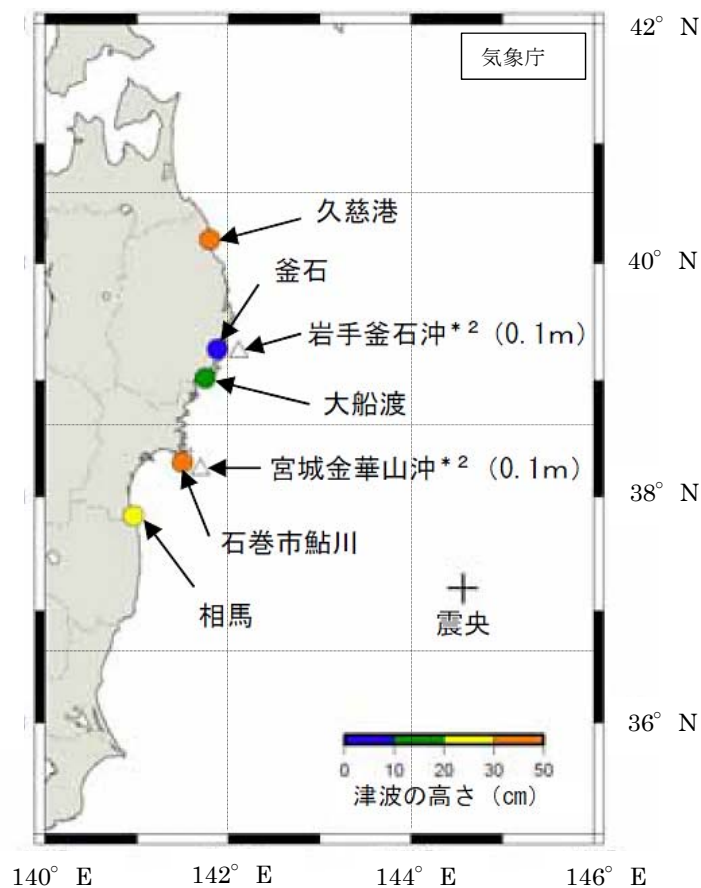 42° N
気象庁
久慈港
40° N
釜石
岩手釜石沖*²（0.1m）
大船渡
宮城金華山沖*²（0.1m）
38° N
石巻市鮎川
相馬
震央
36° N
0 10 20 30 50
津波の高さ（㎝）
140° E 142° E 144° E 146° E